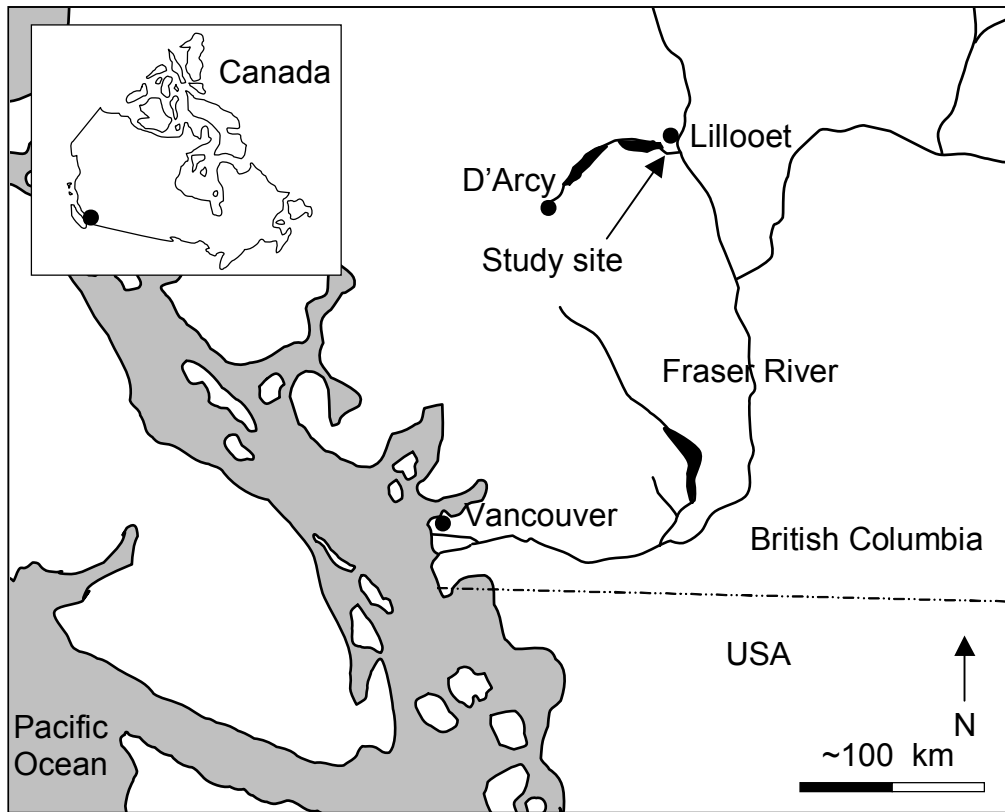 Canada
Lillooet
D'Arcy
Study site
Fraser River
Vancouver
British Columbia
USA
N
Pacific
Ocean
~100 km